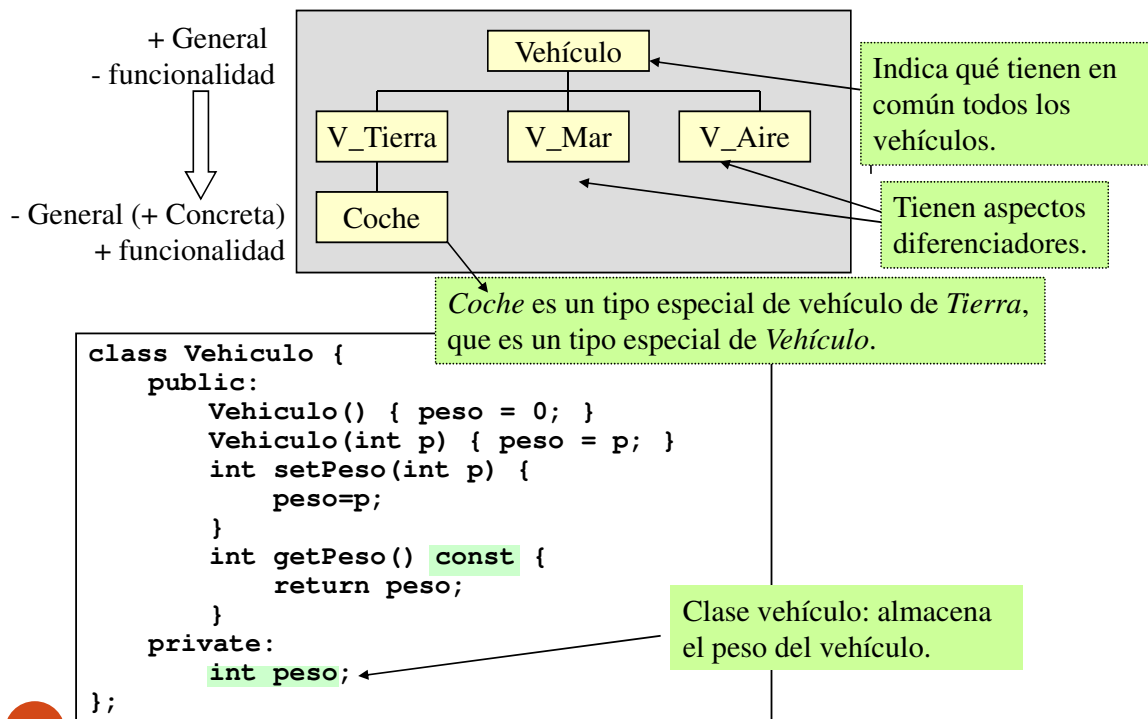 + General
- funcionalidad
- General (+ Concreta)
+ funcionalidad
Vehículo
V_Tierra
V_Mar
V_Aire
Coche
Indica qué tienen en
común todos los
vehículos.
Tienen aspectos
diferenciadores.
Coche es un tipo especial de vehículo de Tierra,
que es un tipo especial de Vehículo.
class Vehiculo {
public:
Vehiculo() { peso = 0; }
Vehiculo(int p) { peso = p; }
int setPeso(int p) {
peso=p;
}
int getPeso() const {
return peso;
}
private:
int peso;
};
Clase vehículo: almacena
el peso del vehículo.